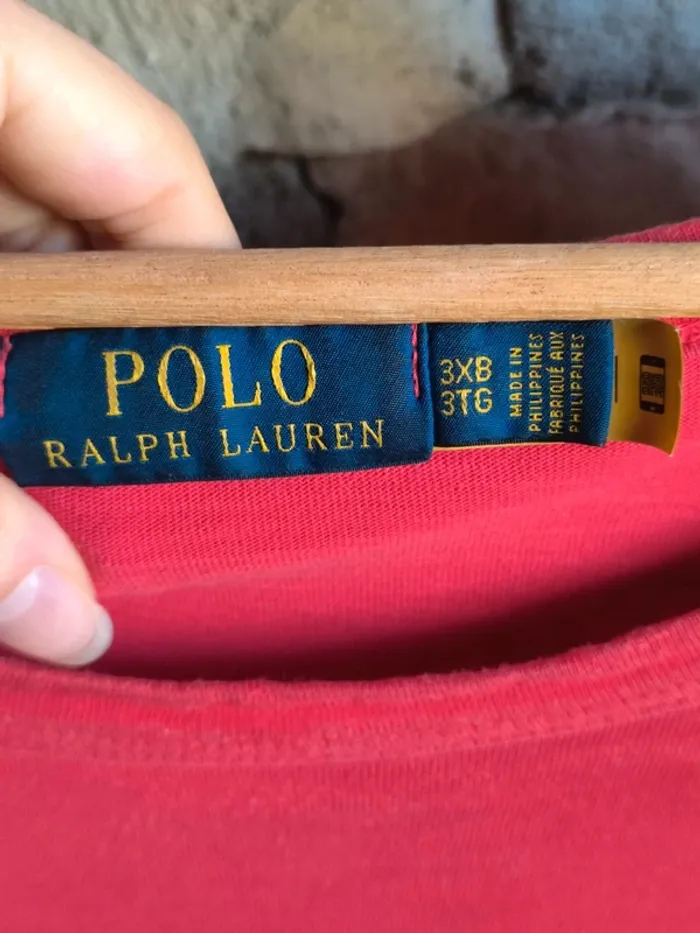 POLO
RALPH LAUREN
3XB
3TG
MADE IN
PHILIPPINES
FABRIQUÉ AUX
PHILIPPINES